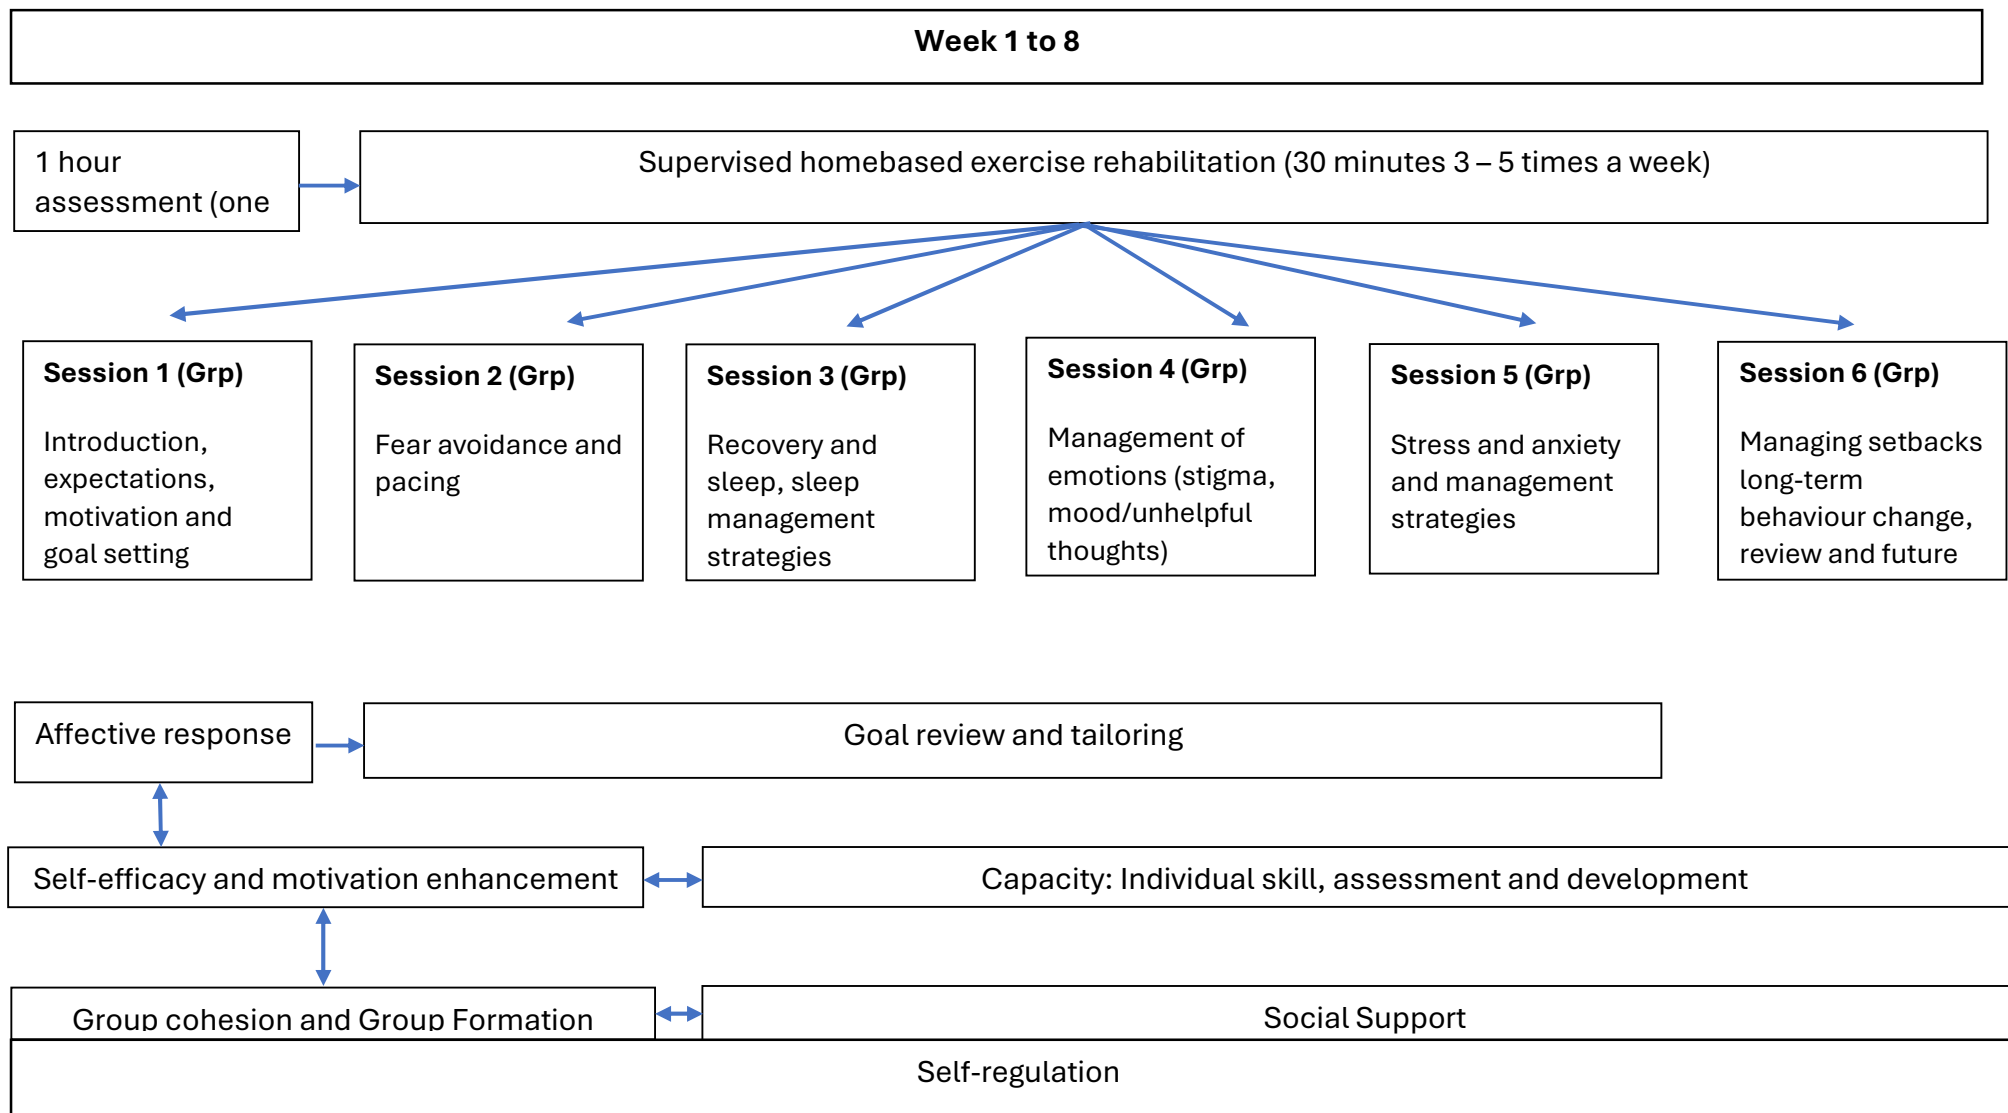 Week 1 to 8
1 hour
assessment (one
Supervised homebased exercise rehabilitation (30 minutes 3 – 5 times a week)
Session 1 (Grp)
Introduction,
expectations,
motivation and
goal setting
Session 2 (Grp)
Fear avoidance and
pacing
Session 3 (Grp)
Recovery and
sleep, sleep
management
strategies
Session 4 (Grp)
Management of
emotions (stigma,
mood/unhelpful
thoughts)
Session 5 (Grp)
Stress and anxiety
and management
strategies
Session 6 (Grp)
Managing setbacks
long-term
behaviour change,
review and future
Affective response
Goal review and tailoring
Self-efficacy and motivation enhancement
Capacity: Individual skill, assessment and development
Group cohesion and Group Formation
Social Support
Self-regulation